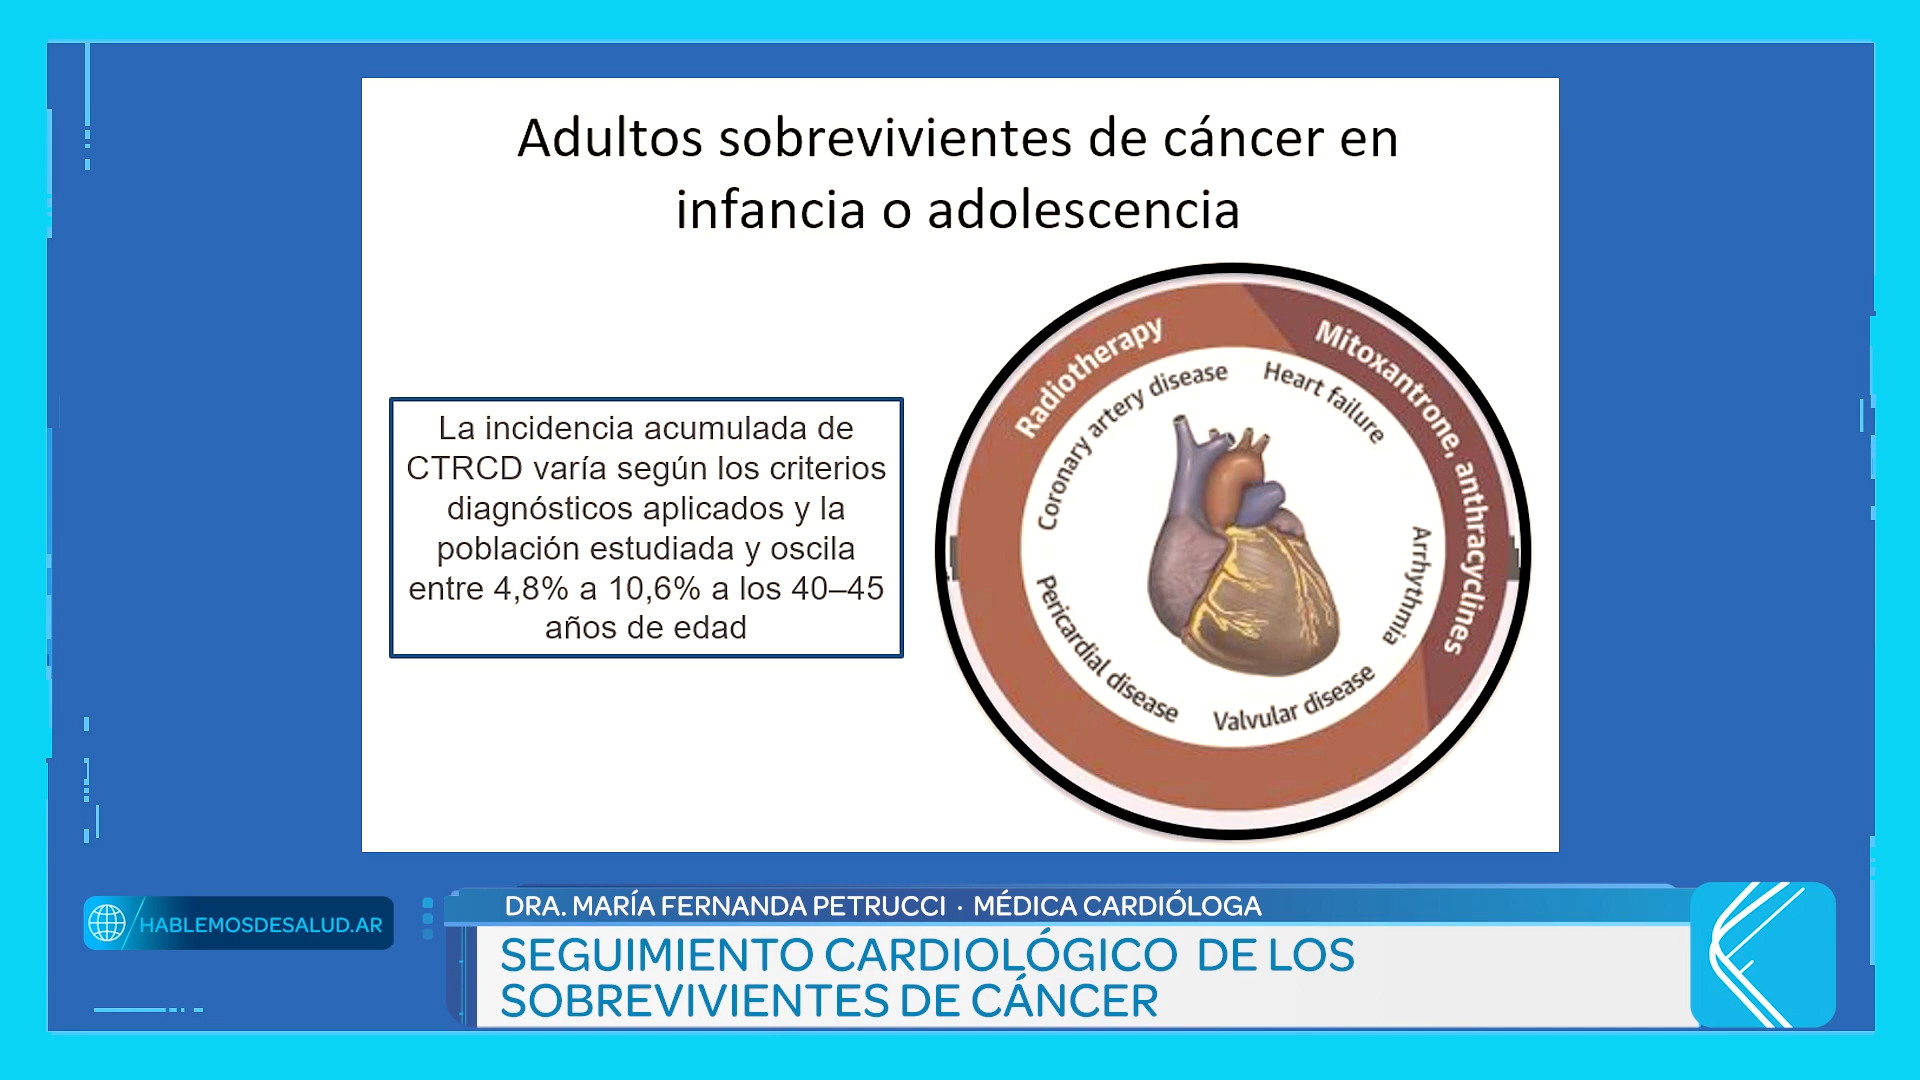 Adultos sobrevivientes de cáncer en
infancia o adolescencia
La incidencia acumulada de
CTRCD varía según los criterios
diagnósticos aplicados y la
población estudiada y oscila
entre 4,8% a 10,6% a los 40–45
años de edad
Radiotherapy
Mitoxantrone, anthracyclines
Coronary artery disease
Heart failure
Arrhythmia
Valvular disease
Pericardial disease
HABLEMOSDESALUD.AR
DRA. MARÍA FERNANDA PETRUCCI · MÉDICA CARDIÓLOGA
SEGUIMIENTO CARDIOLÓGICO DE LOS
SOBREVIVIENTES DE CÁNCER